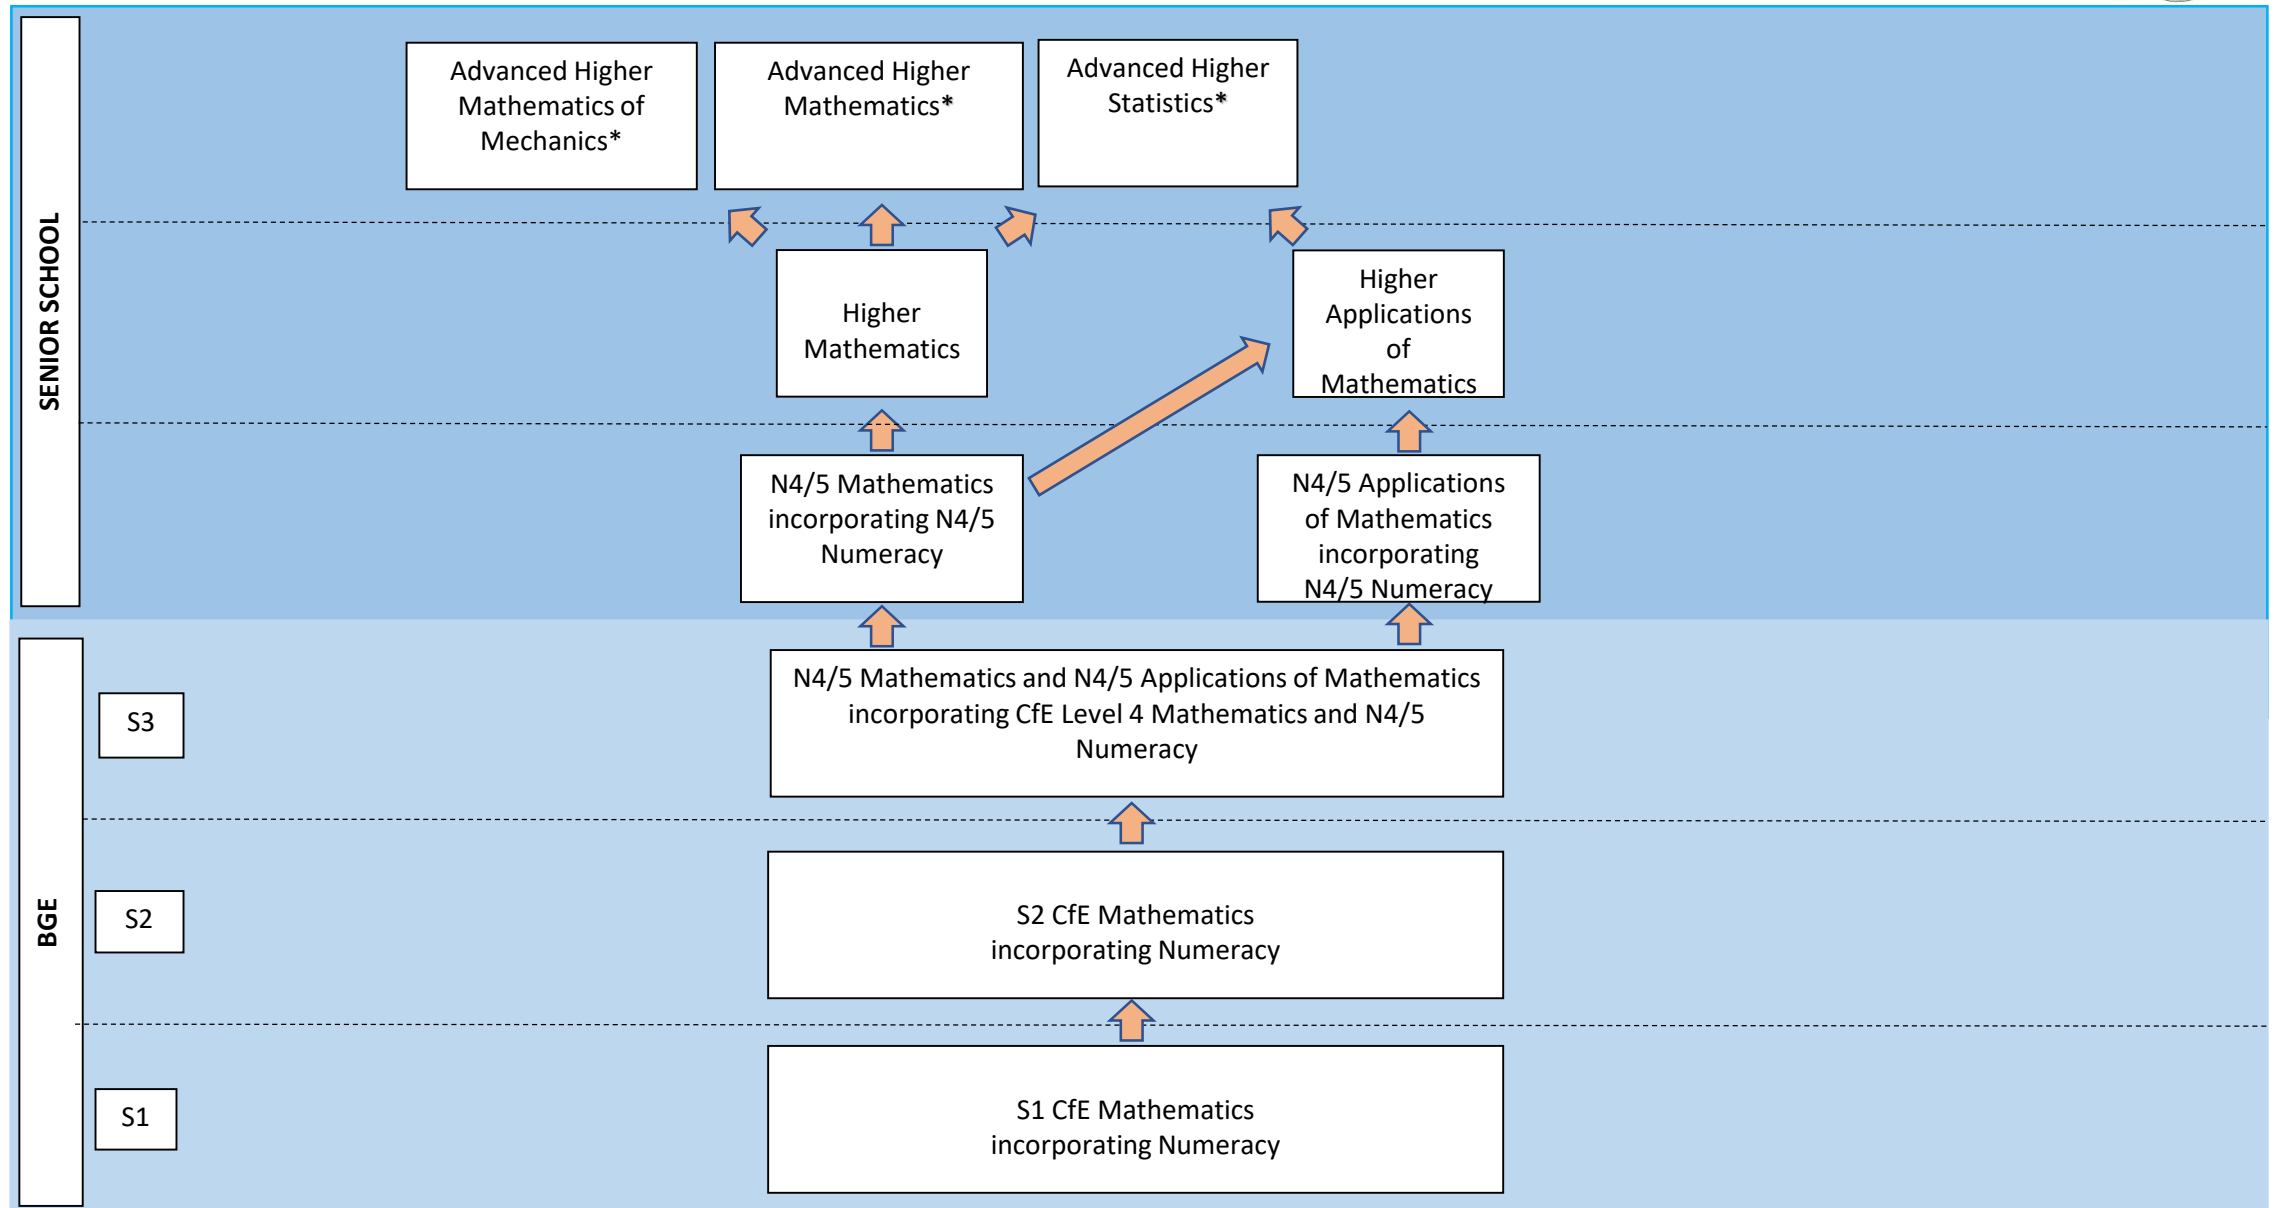 SENIOR SCHOOL
Advanced Higher
Mathematics of
Mechanics*
Advanced Higher
Mathematics*
Advanced Higher
Statistics*
Higher
Mathematics
Higher
Applications
of
Mathematics
N4/5 Mathematics
incorporating N4/5
Numeracy
N4/5 Applications
of Mathematics
incorporating
N4/5 Numeracy
BGE
S3
N4/5 Mathematics and N4/5 Applications of Mathematics
incorporating CfE Level 4 Mathematics and N4/5
Numeracy
S2
S2 CfE Mathematics
incorporating Numeracy
S1
S1 CfE Mathematics
incorporating Numeracy